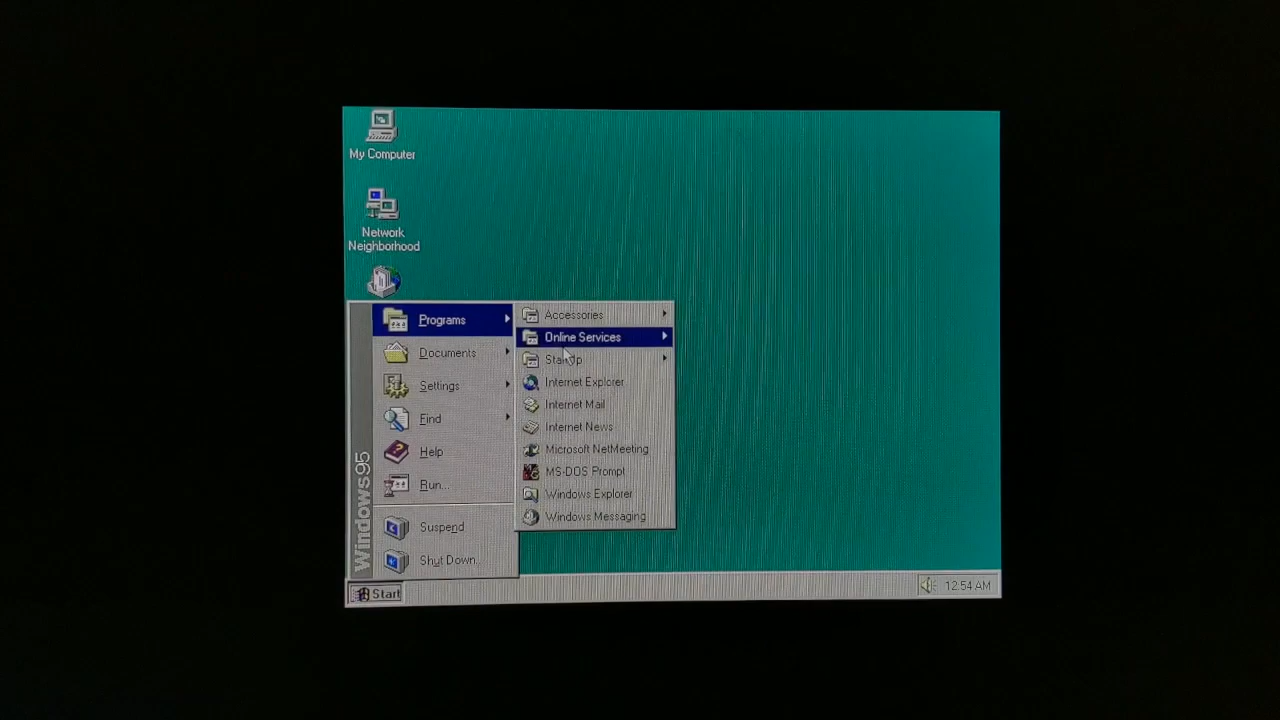 My Computer
Network
Neighborhood
Programs
Documents
Settings
Find
Help
Run...
Suspend
Shut Down...
Windows95
Accessories
Online Services
StartUp
Internet Explorer
Internet Mail
Internet News
Microsoft NetMeeting
MS-DOS Prompt
Windows Explorer
Windows Messaging
Start
12:54 AM